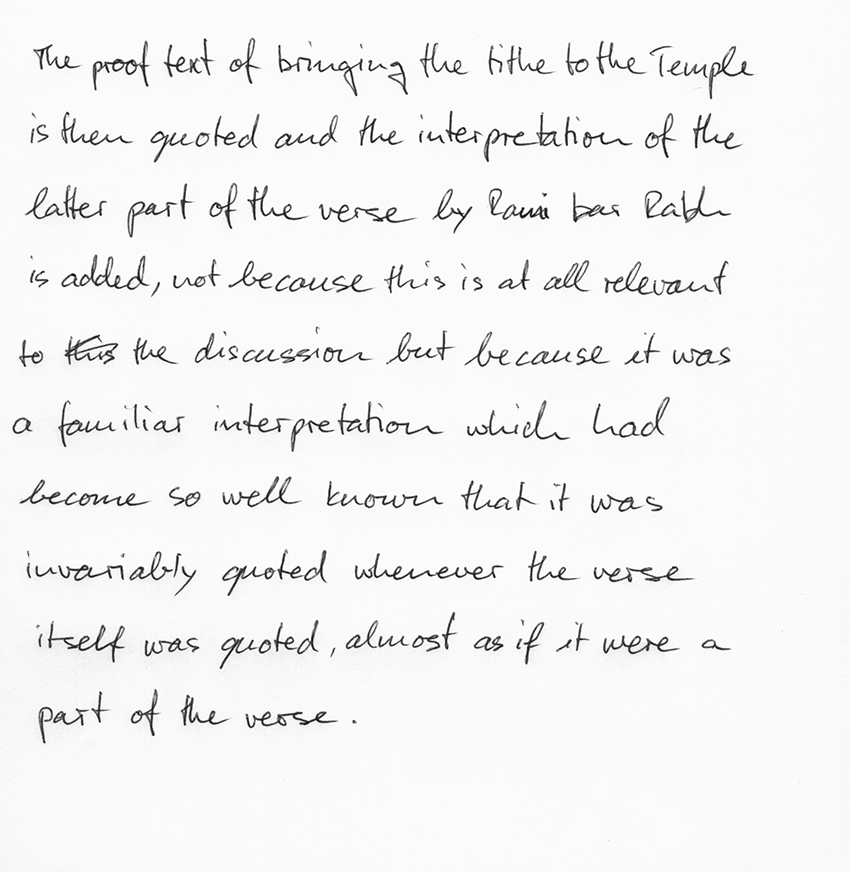 The proof text of bringing the tithe to the Temple
is then quoted and the interpretation of the
latter part of the verse by Rami bar Rabh
is added, not because this is at all relevant
to this the discussion but because it was
a familiar interpretation which had
become so well known that it was
invariably quoted whenever the verse
itself was quoted, almost as if it were a
part of the verse.